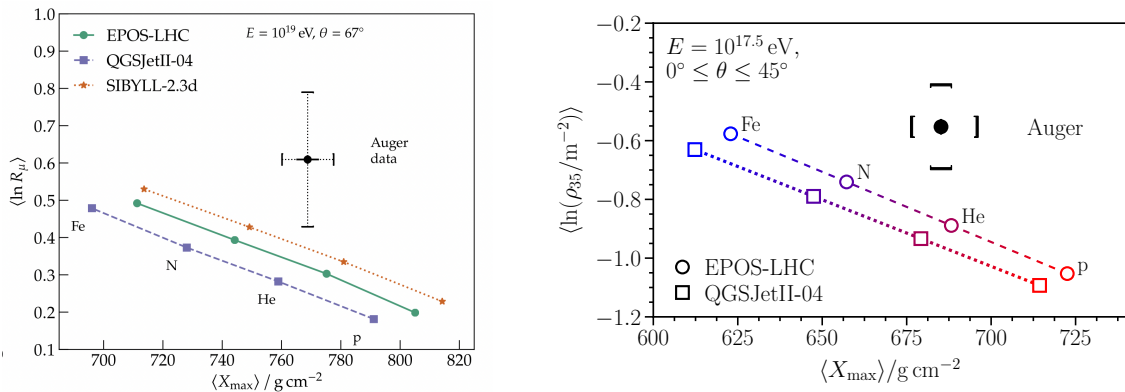 1.0
0.9
0.8
0.7
0.6
0.5
0.4
0.3
0.2
0.1
⟨ln R_μ⟩
EPOS-LHC
QGSJetII-04
SIBYLL-2.3d
E = 10^19 eV, θ = 67°
Auger
data
Fe
N
He
p
700 720 740 760 780 800 820
⟨X_max⟩ / g cm^−2
−0.2
−0.4
−0.6
−0.8
−1.0
−1.2
⟨ln(ρ_35/m^−2)⟩
E = 10^17.5 eV,
0° ≤ θ ≤ 45°
Fe
N
He
p
Auger
EPOS-LHC
QGSJetII-04
600 625 650 675 700 725
⟨X_max⟩/g cm^−2